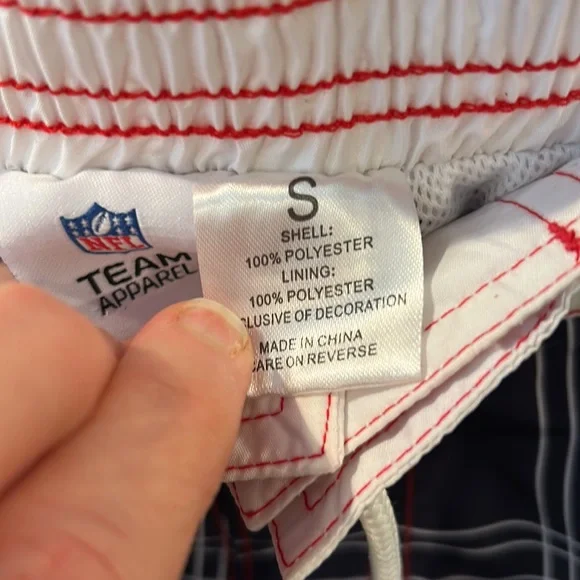 NFL
TEAM
APPAREL
S
SHELL:
100% POLYESTER
LINING:
100% POLYESTER
CLUSIVE OF DECORATION
MADE IN CHINA
CARE ON REVERSE